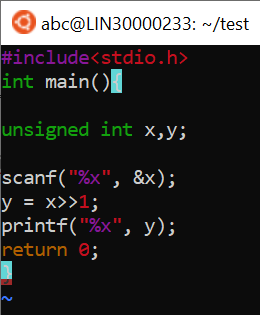 abc@LIN30000233: ~/test
#include<stdio.h>
int main(){
unsigned int x,y;
scanf("%x", &x);
y = x>>1;
printf("%x", y);
return 0;
}
~